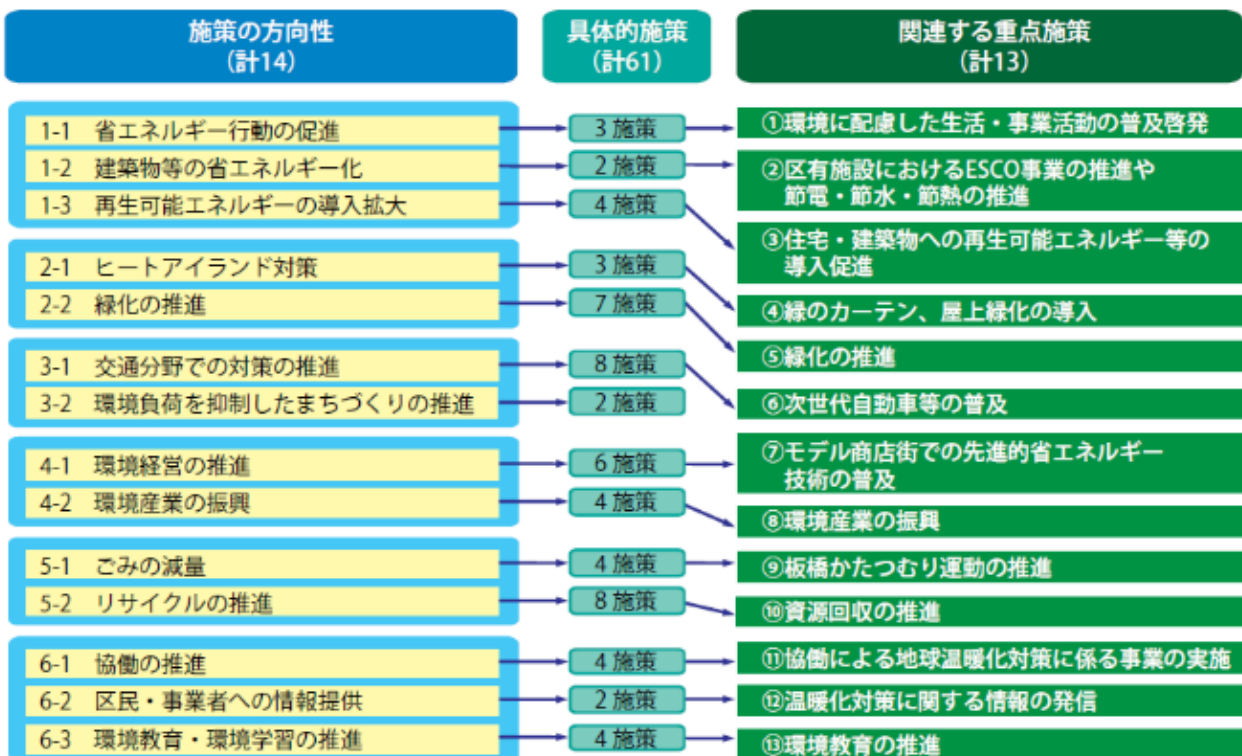 施策の方向性
(計14)
具体的施策
(計61)
関連する重点施策
(計13)
1-1 省エネルギー行動の促進
3 施策
①環境に配慮した生活・事業活動の普及啓発
1-2 建築物等の省エネルギー化
2 施策
②区有施設におけるESCO事業の推進や
節電・節水・節熱の推進
1-3 再生可能エネルギーの導入拡大
4 施策
③住宅・建築物への再生可能エネルギー等の
導入促進
2-1 ヒートアイランド対策
3 施策
④緑のカーテン、屋上緑化の導入
2-2 緑化の推進
7 施策
⑤緑化の推進
3-1 交通分野での対策の推進
8 施策
⑥次世代自動車等の普及
3-2 環境負荷を抑制したまちづくりの推進
2 施策
4-1 環境経営の推進
6 施策
⑦モデル商店街での先進的省エネルギー
技術の普及
4-2 環境産業の振興
4 施策
⑧環境産業の振興
5-1 ごみの減量
4 施策
⑨板橋かたつむり運動の推進
5-2 リサイクルの推進
8 施策
⑩資源回収の推進
6-1 協働の推進
4 施策
⑪協働による地球温暖化対策に係る事業の実施
6-2 区民・事業者への情報提供
2 施策
⑫温暖化対策に関する情報の発信
6-3 環境教育・環境学習の推進
4 施策
⑬環境教育の推進